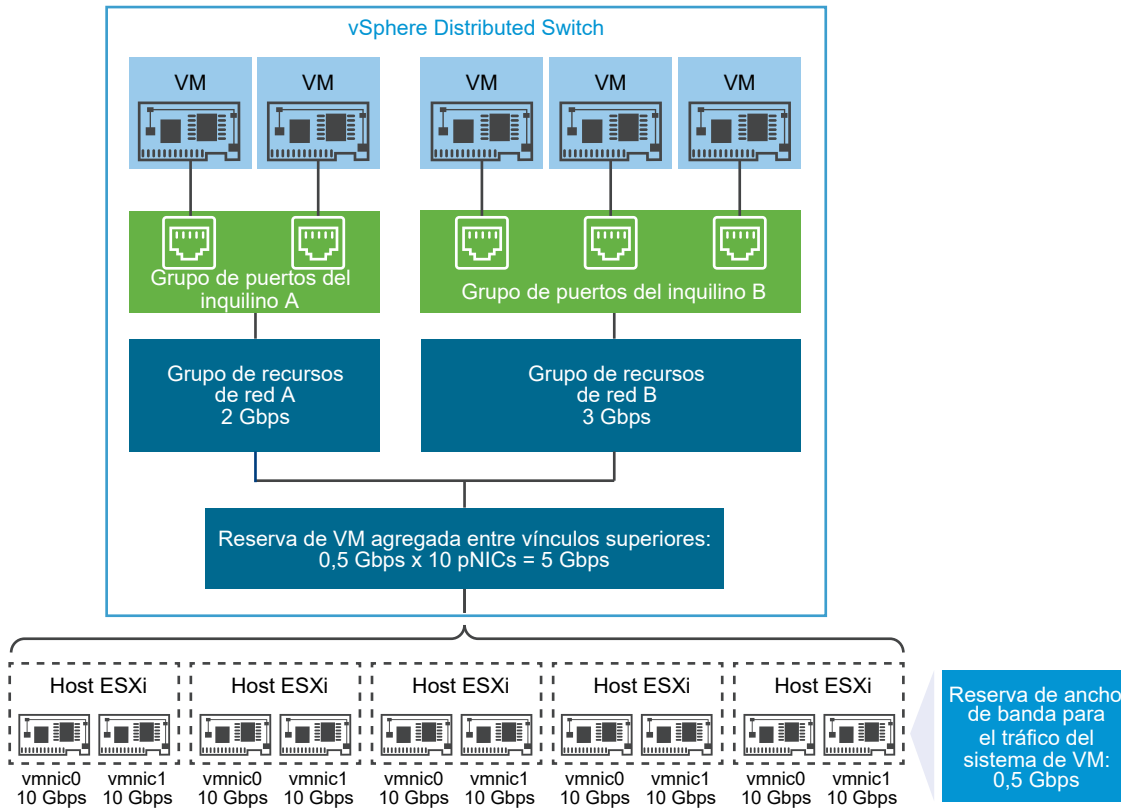 vSphere Distributed Switch
VM
VM
VM
VM
VM
Grupo de puertos del
inquilino A
Grupo de puertos del inquilino B
Grupo de recursos
de red A
2 Gbps
Grupo de recursos
de red B
3 Gbps
Reserva de VM agregada entre vínculos superiores:
0,5 Gbps x 10 pNICs = 5 Gbps
Host ESXi
Host ESXi
Host ESXi
Host ESXi
Host ESXi
vmnic0
10 Gbps
vmnic1
10 Gbps
vmnic0
10 Gbps
vmnic1
10 Gbps
vmnic0
10 Gbps
vmnic1
10 Gbps
vmnic0
10 Gbps
vmnic1
10 Gbps
vmnic0
10 Gbps
vmnic1
10 Gbps
Reserva de ancho
de banda para
el tráfico del
sistema de VM:
0,5 Gbps